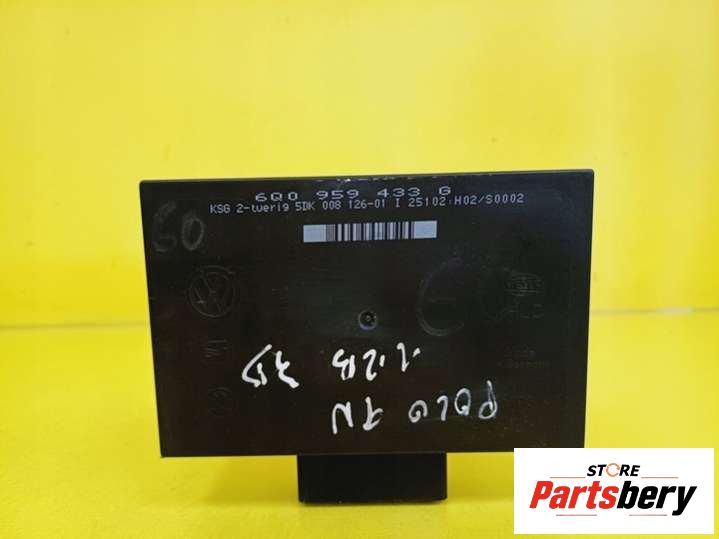 6Q0 959 433 G
KSG 2-tuerig 5DK 008 126-01 I 25102:H02/S0002
50
1.2B 3D
POLO 9N
STORE
Partsbery